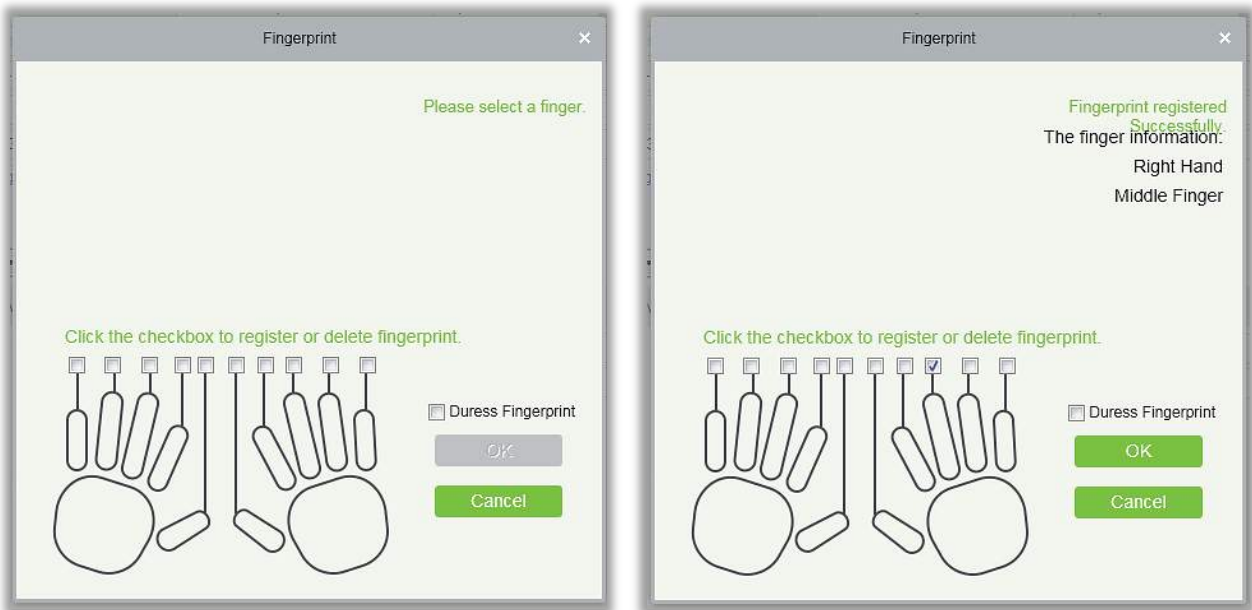 Fingerprint
Please select a finger.
Click the checkbox to register or delete fingerprint.
Duress Fingerprint
OK
Cancel
Fingerprint
Fingerprint registered
Successfully.
The finger information:
Right Hand
Middle Finger
Click the checkbox to register or delete fingerprint.
Duress Fingerprint
OK
Cancel